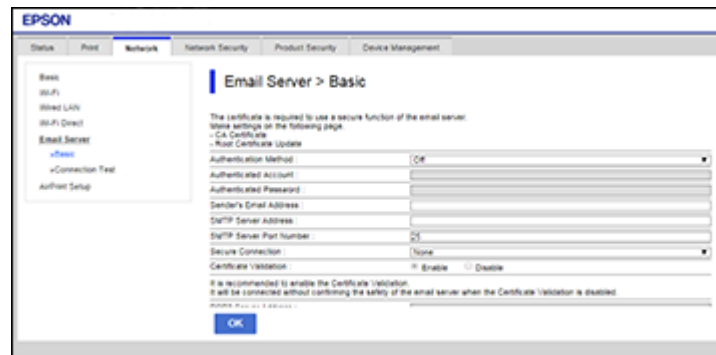 EPSON
Status Print Network Network Security Product Security Device Management
Basic
Wi-Fi
Wired LAN
Wi-Fi Direct
Email Server
»Basic
»Connection Test
AirPrint Setup
Email Server > Basic
The certificate is required to use a secure function of the email server.
Make settings on the following page.
- CA Certificate
- Root Certificate Update
Authentication Method : Off
Authenticated Account :
Authenticated Password :
Sender's Email Address :
SMTP Server Address :
SMTP Server Port Number : 25
Secure Connection : None
Certificate Validation : Enable Disable
It is recommended to enable the Certificate Validation.
It will be connected without confirming the safety of the email server when the Certificate Validation is disabled.
OK